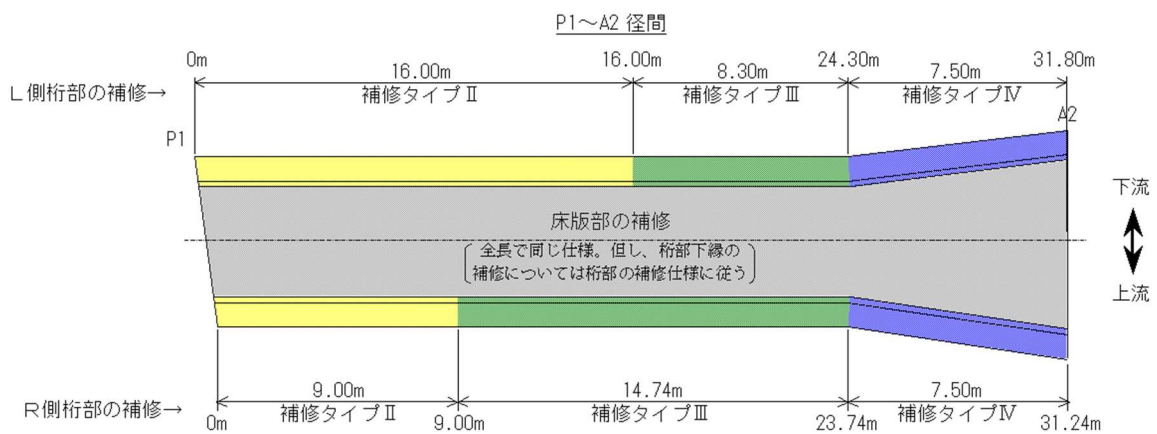 P1～A2 径間
0m 16.00m 24.30m 31.80m
16.00m 8.30m 7.50m
Ｌ側桁部の補修→ 補修タイプⅡ 補修タイプⅢ 補修タイプⅣ
P1 A2
床版部の補修
全長で同じ仕様。但し、桁部下縁の
補修については桁部の補修仕様に従う
下流
上流
9.00m 14.74m 7.50m
Ｒ側桁部の補修→ 補修タイプⅡ 補修タイプⅢ 補修タイプⅣ
0m 9.00m 23.74m 31.24m